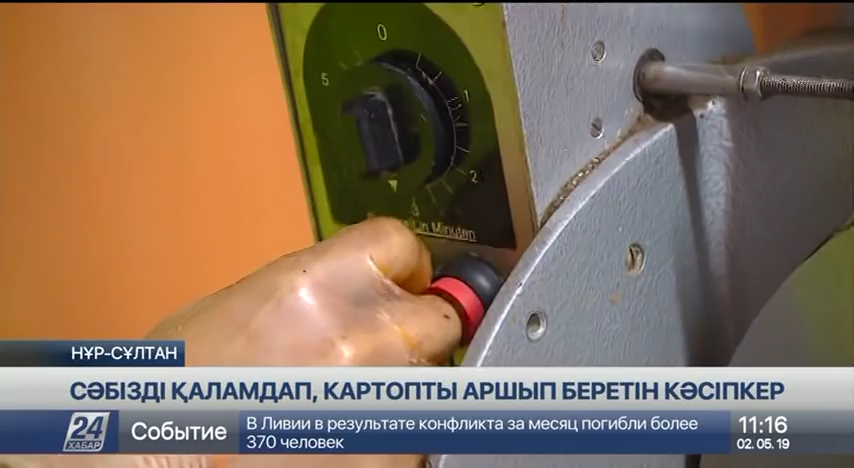 0
5
1
2
3
in Minuten
НҰР-СҰЛТАН
СӘБІЗДІ ҚАЛАМДАП, КАРТОПТЫ АРШЫП БЕРЕТІН КӘСІПКЕР
24
ХАБАР
Событие
В Ливии в результате конфликта за месяц погибли более
370 человек
11:16
02.05.19